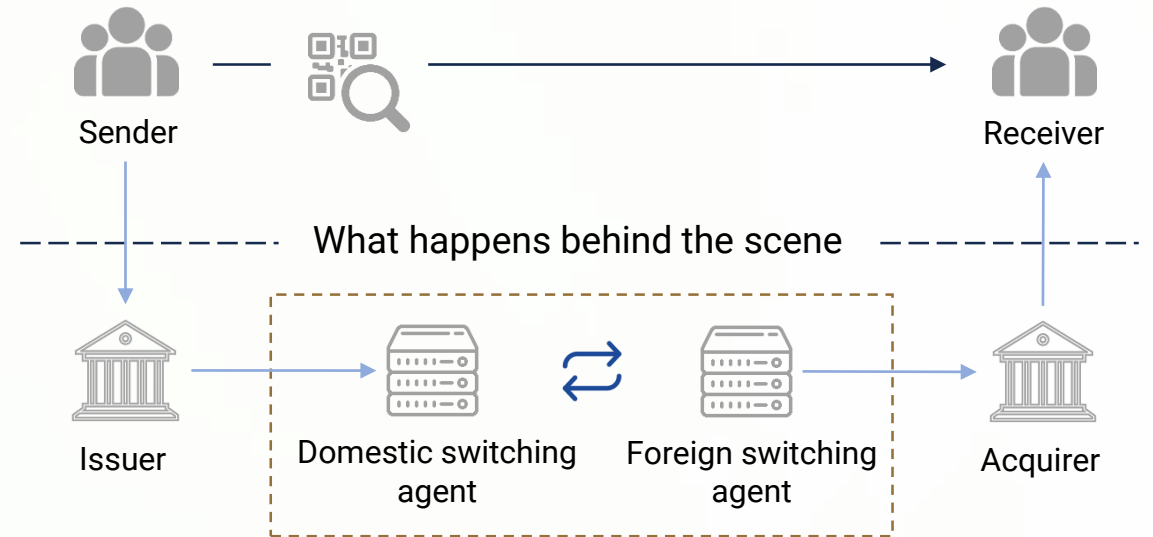 Sender
Receiver
What happens behind the scene
Issuer
Domestic switching
agent
Foreign switching
agent
Acquirer